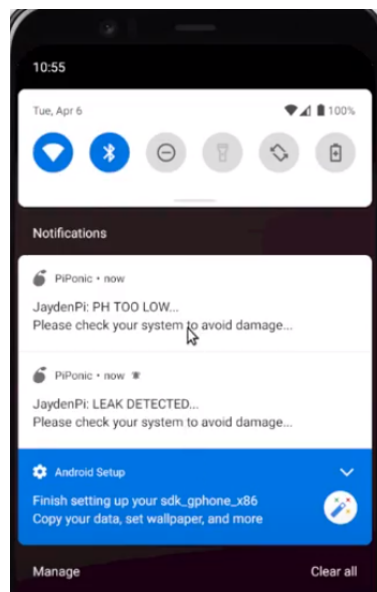 10:55
Tue, Apr 6
100%
Notifications
PiPonic • now
JaydenPi: PH TOO LOW...
Please check your system to avoid damage...
PiPonic • now
JaydenPi: LEAK DETECTED...
Please check your system to avoid damage...
Android Setup
Finish setting up your sdk_gphone_x86
Copy your data, set wallpaper, and more
Manage
Clear all